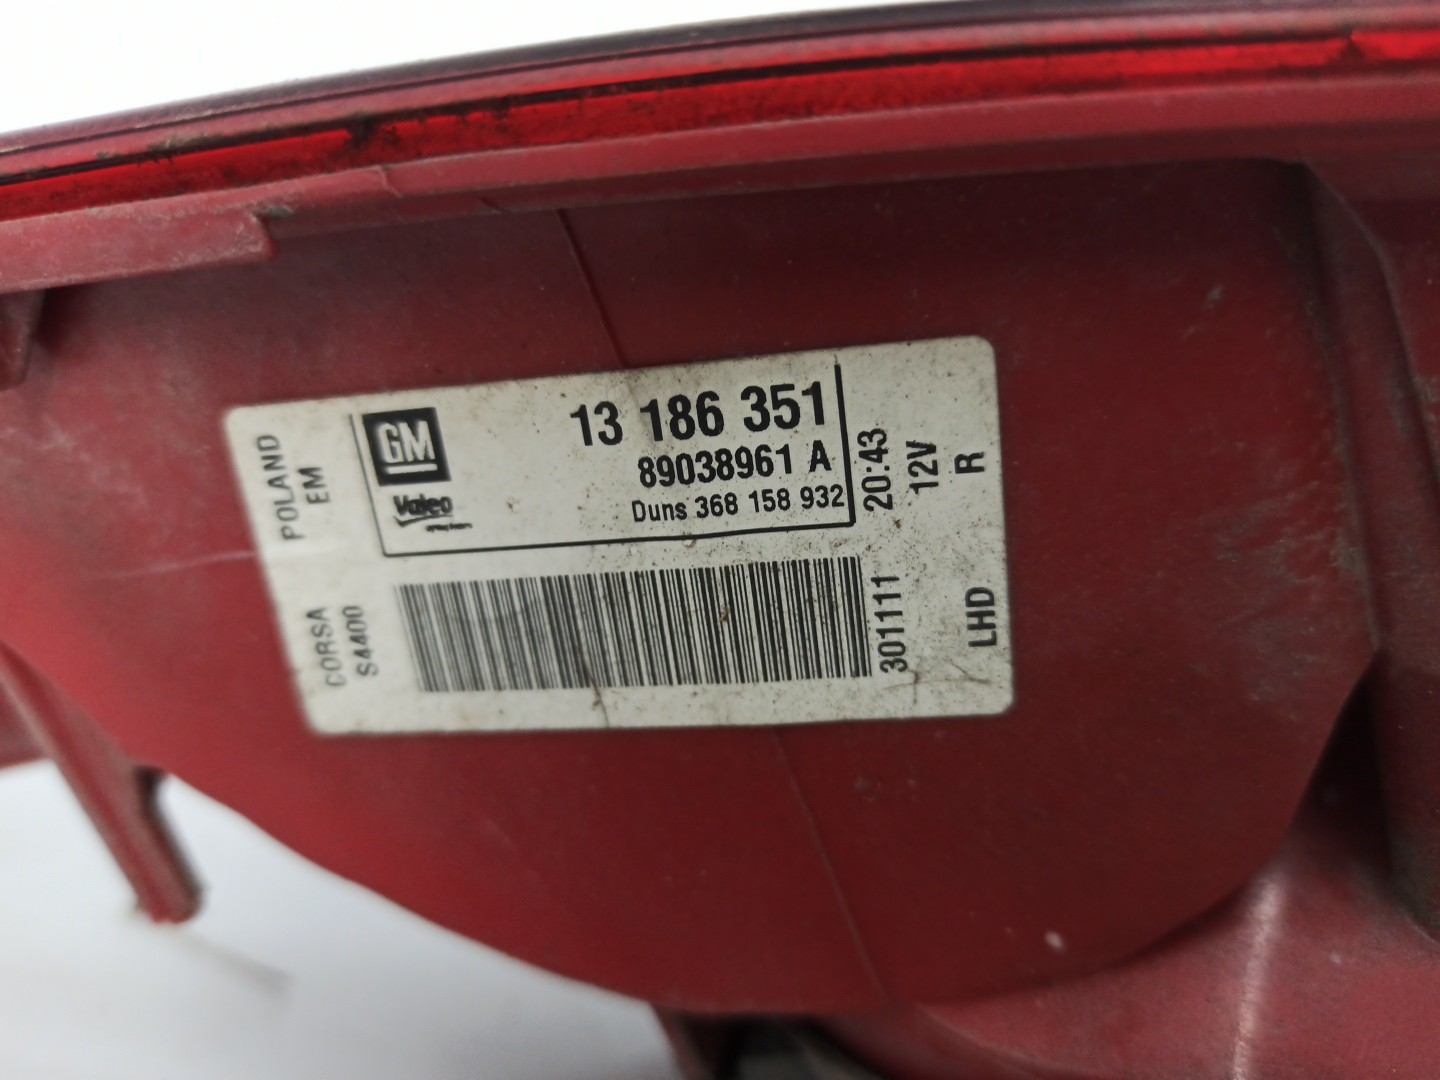 GM
Valeo
13 186 351
89038961 A
Duns 368 158 932
POLAND
EM
CORSA
S4400
20:43
12V
R
301111
LHD